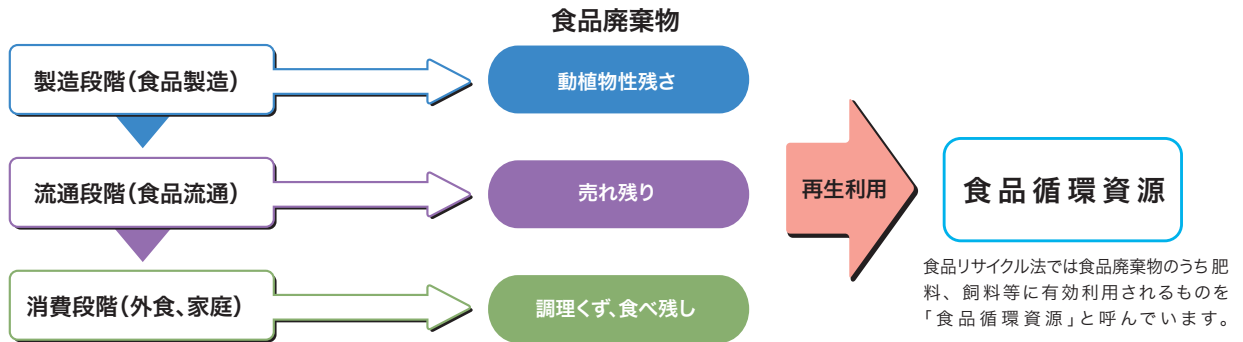 食品廃棄物
製造段階(食品製造)
動植物性残さ
流通段階(食品流通)
売れ残り
消費段階(外食、家庭)
調理くず、食べ残し
再生利用
食品循環資源
食品リサイクル法では食品廃棄物のうち肥
料、飼料等に有効利用されるものを
「食品循環資源」と呼んでいます。